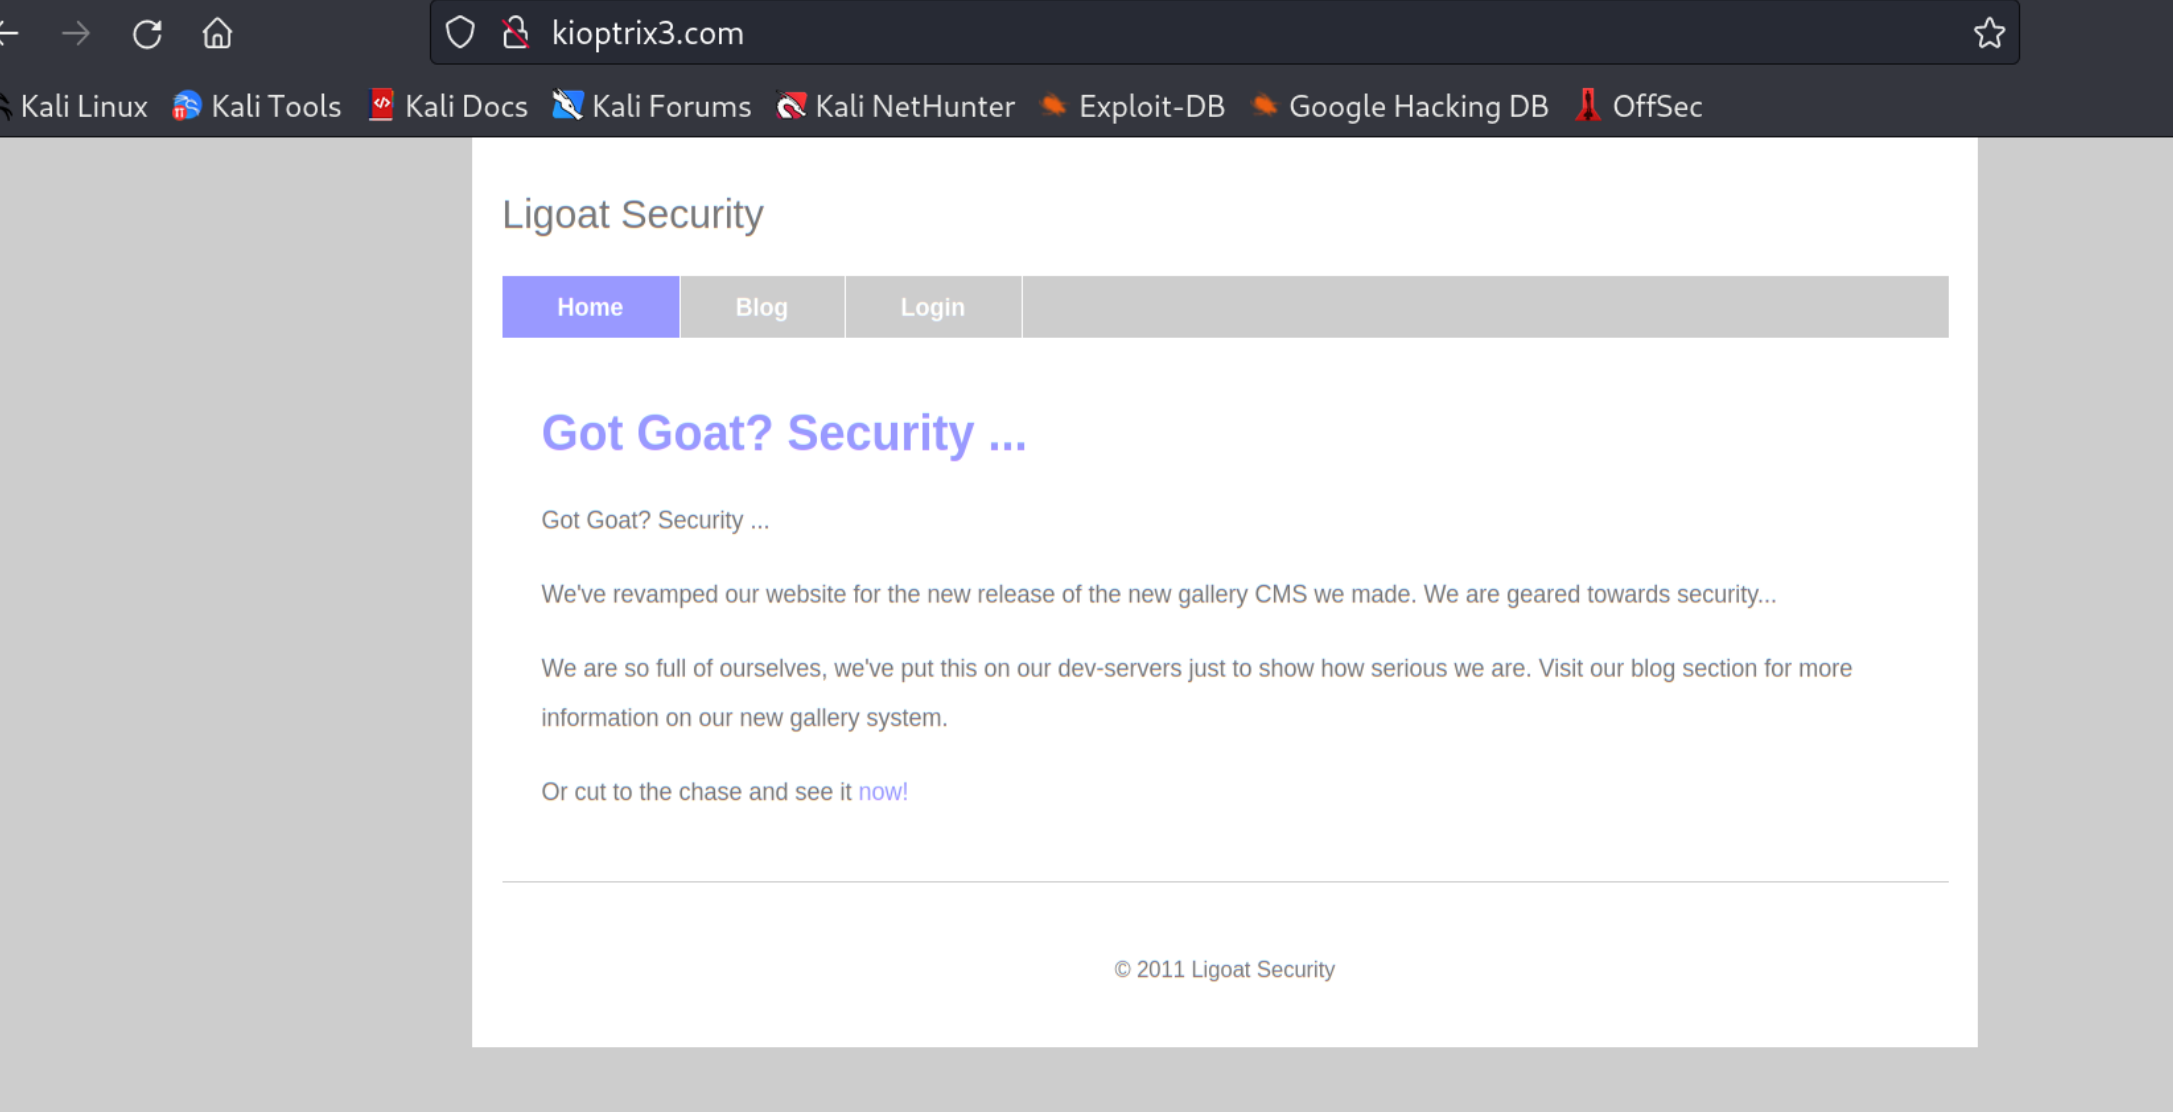 kioptrix3.com
Kali Linux Kali Tools Kali Docs Kali Forums Kali NetHunter Exploit-DB Google Hacking DB OffSec
Ligoat Security
Home Blog Login
Got Goat? Security ...
Got Goat? Security ...
We've revamped our website for the new release of the new gallery CMS we made. We are geared towards security...
We are so full of ourselves, we've put this on our dev-servers just to show how serious we are. Visit our blog section for more
information on our new gallery system.
Or cut to the chase and see it now!
© 2011 Ligoat Security